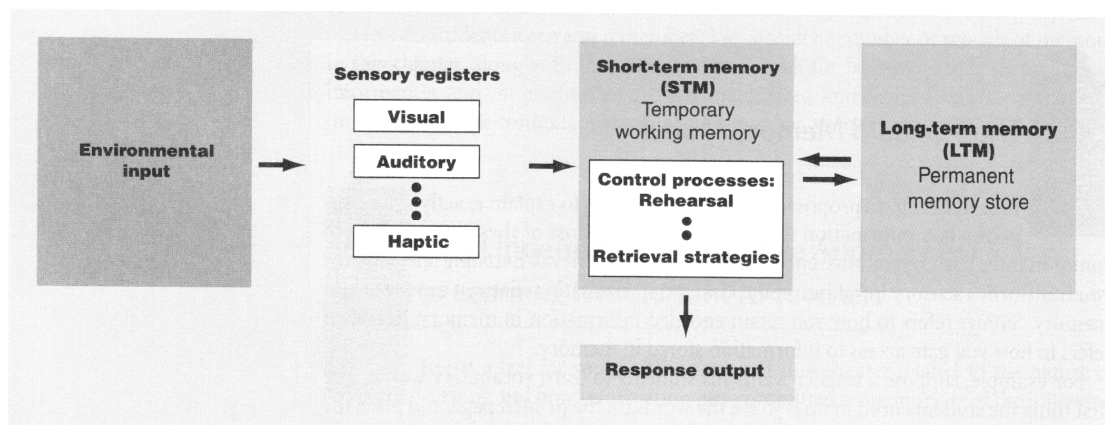 Environmental
input
Sensory registers
Visual
Auditory
Haptic
Short-term memory
(STM)
Temporary
working memory
Control processes:
Rehearsal
Retrieval strategies
Long-term memory
(LTM)
Permanent
memory store
Response output